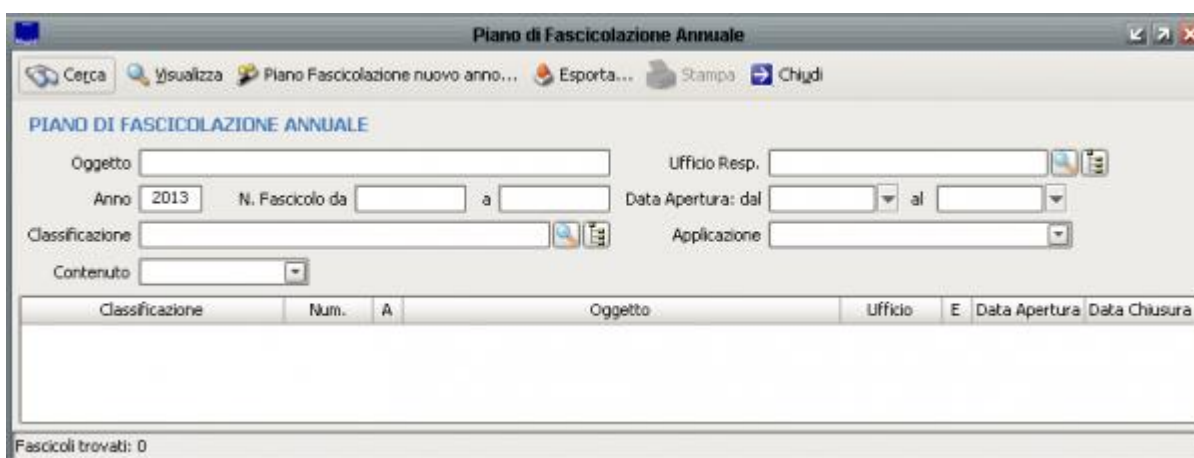 Piano di Fascicolazione Annuale
Cerca Visualizza Piano Fascicolazione nuovo anno... Esporta... Stampa Chiudi
PIANO DI FASCICOLAZIONE ANNUALE
Oggetto Ufficio Resp.
Anno 2013 N. Fascicolo da a Data Apertura: dal al
Classificazione Applicazione
Contenuto
Classificazione Num. A Oggetto Ufficio E Data Apertura Data Chiusura
Fascicoli trovati: 0